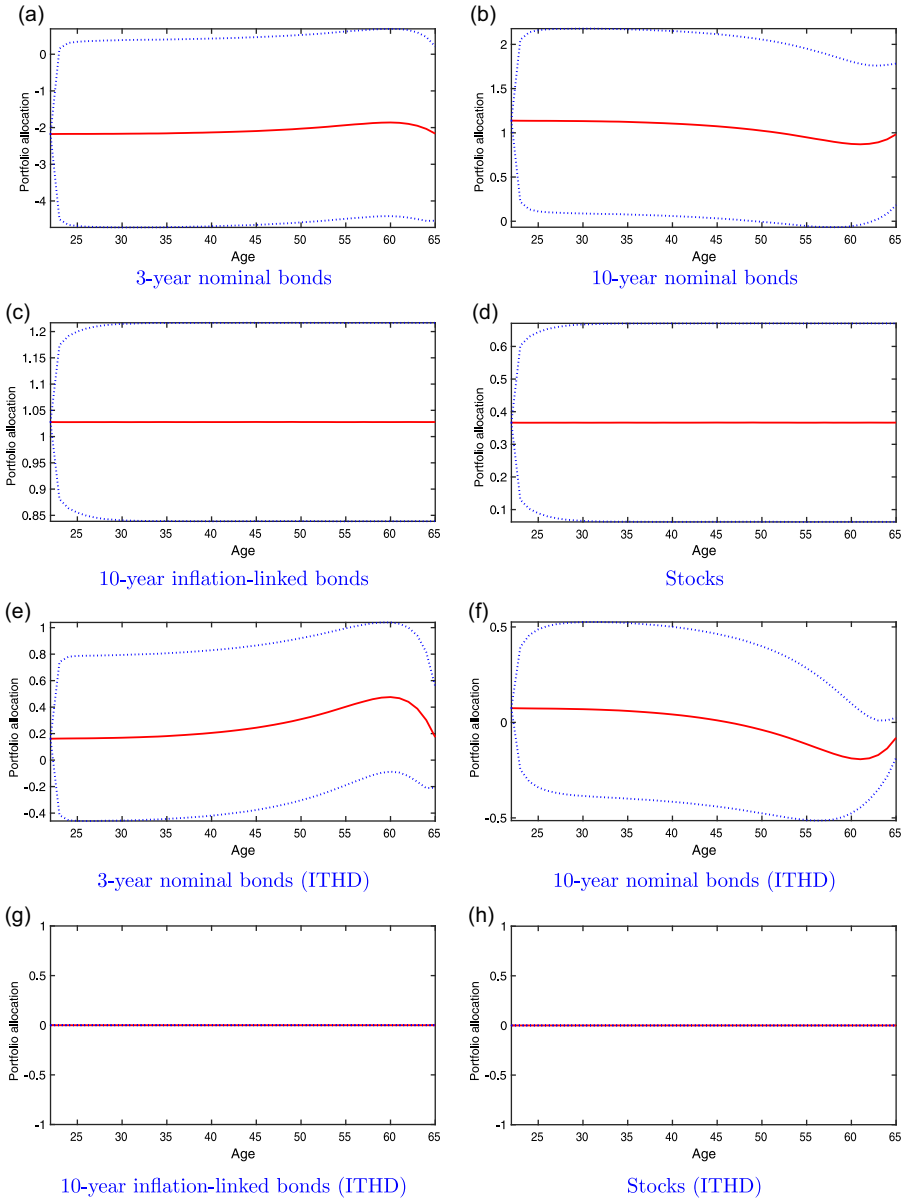 (a)
0
-1
-2
-3
-4
Portfolio allocation
25 30 35 40 45 50 55 60 65
Age
3-year nominal bonds
(b)
2
1.5
1
0.5
0
Portfolio allocation
25 30 35 40 45 50 55 60 65
Age
10-year nominal bonds
(c)
1.2
1.15
1.1
1.05
1
0.95
0.9
0.85
Portfolio allocation
25 30 35 40 45 50 55 60 65
Age
10-year inflation-linked bonds
(d)
0.6
0.5
0.4
0.3
0.2
0.1
Portfolio allocation
25 30 35 40 45 50 55 60 65
Age
Stocks
(e)
1
0.8
0.6
0.4
0.2
0
-0.2
-0.4
Portfolio allocation
25 30 35 40 45 50 55 60 65
Age
3-year nominal bonds (ITHD)
(f)
0.5
0
-0.5
Portfolio allocation
25 30 35 40 45 50 55 60 65
Age
10-year nominal bonds (ITHD)
(g)
1
0.5
0
-0.5
-1
Portfolio allocation
25 30 35 40 45 50 55 60 65
Age
10-year inflation-linked bonds (ITHD)
(h)
1
0.5
0
-0.5
-1
Portfolio allocation
25 30 35 40 45 50 55 60 65
Age
Stocks (ITHD)